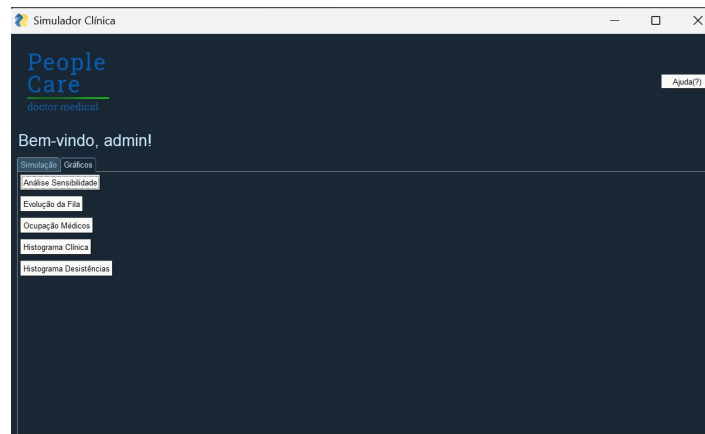 Simulador Clínica
People
Care
doctor medical
Ajuda(?)
Bem-vindo, admin!
Simulação Gráficos
Análise Sensibilidade
Evolução da Fila
Ocupação Médicos
Histograma Clínica
Histograma Desistências